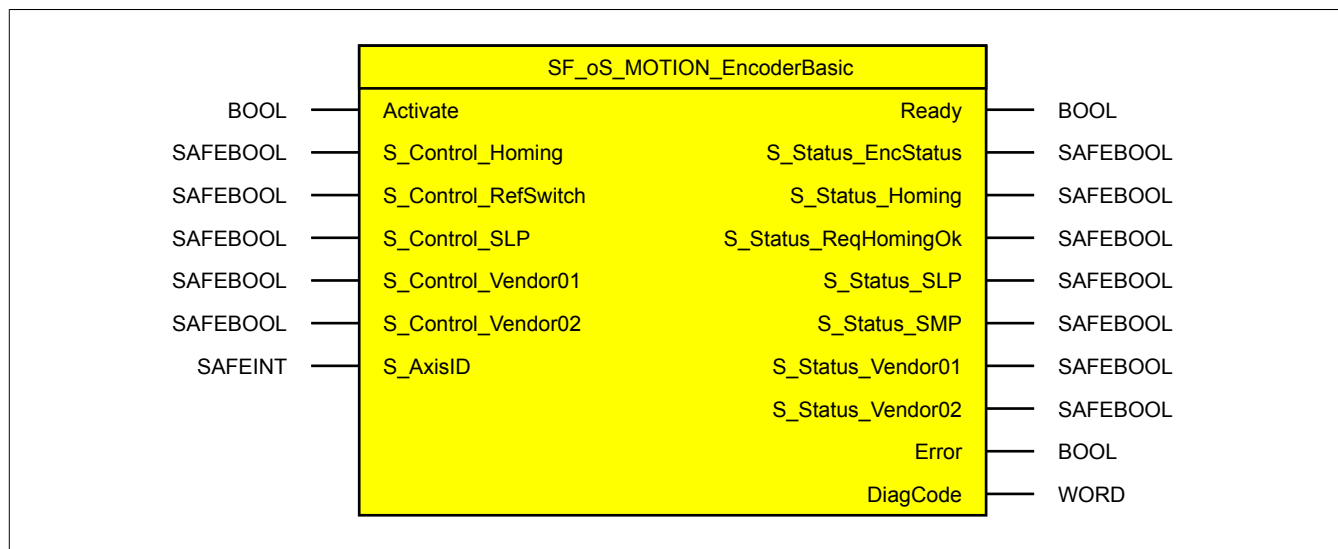 SF_oS_MOTION_EncoderBasic
BOOL Activate Ready BOOL
SAFEBOOL S_Control_Homing S_Status_EncStatus SAFEBOOL
SAFEBOOL S_Control_RefSwitch S_Status_Homing SAFEBOOL
SAFEBOOL S_Control_SLP S_Status_ReqHomingOk SAFEBOOL
SAFEBOOL S_Control_Vendor01 S_Status_SLP SAFEBOOL
SAFEBOOL S_Control_Vendor02 S_Status_SMP SAFEBOOL
SAFEINT S_AxisID S_Status_Vendor01 SAFEBOOL
S_Status_Vendor02 SAFEBOOL
Error BOOL
DiagCode WORD